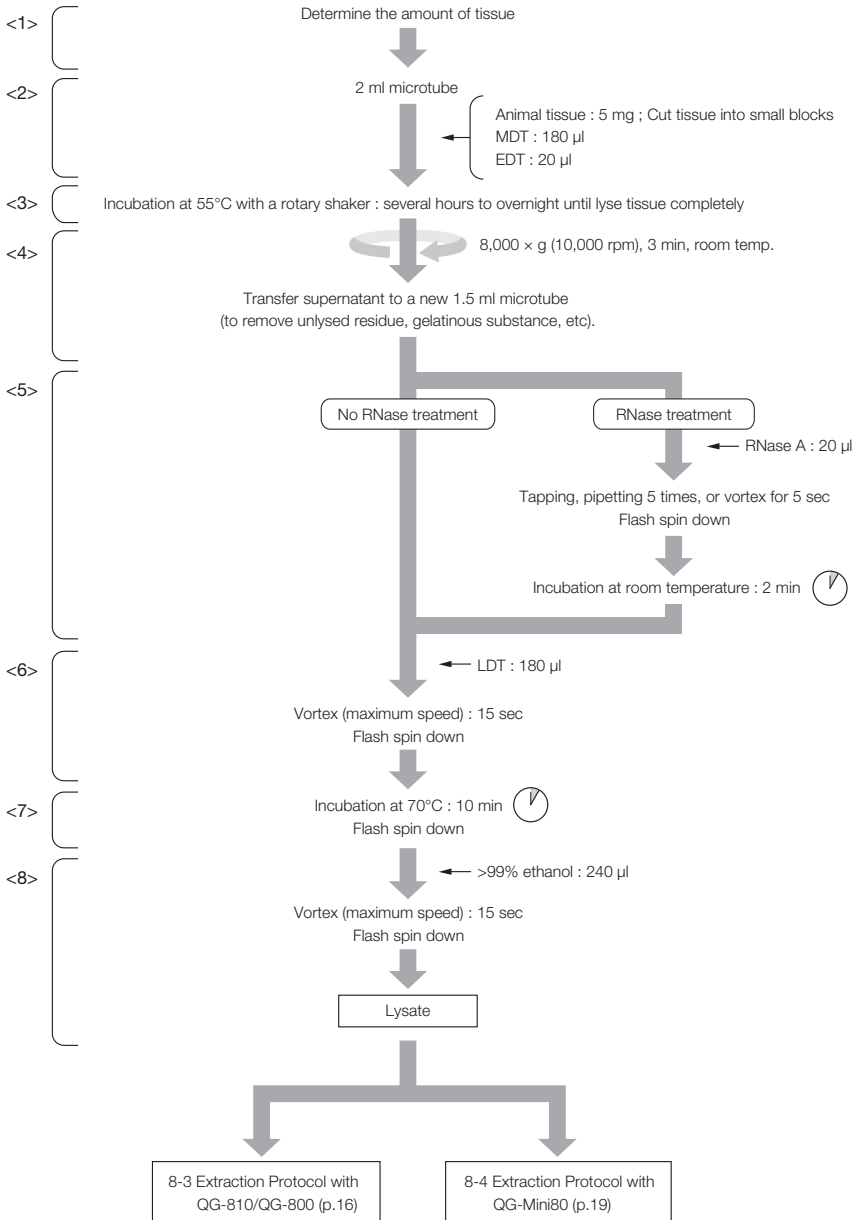 <1>
Determine the amount of tissue
<2>
2 ml microtube
Animal tissue : 5 mg ; Cut tissue into small blocks
MDT : 180 µl
EDT : 20 µl
<3>
Incubation at 55°C with a rotary shaker : several hours to overnight until lyse tissue completely
<4>
8,000 × g (10,000 rpm), 3 min, room temp.
Transfer supernatant to a new 1.5 ml microtube
(to remove unlysed residue, gelatinous substance, etc).
<5>
No RNase treatment
RNase treatment
RNase A : 20 µl
Tapping, pipetting 5 times, or vortex for 5 sec
Flash spin down
Incubation at room temperature : 2 min
<6>
LDT : 180 µl
Vortex (maximum speed) : 15 sec
Flash spin down
<7>
Incubation at 70°C : 10 min
Flash spin down
<8>
>99% ethanol : 240 µl
Vortex (maximum speed) : 15 sec
Flash spin down
Lysate
8-3 Extraction Protocol with
QG-810/QG-800 (p.16)
8-4 Extraction Protocol with
QG-Mini80 (p.19)